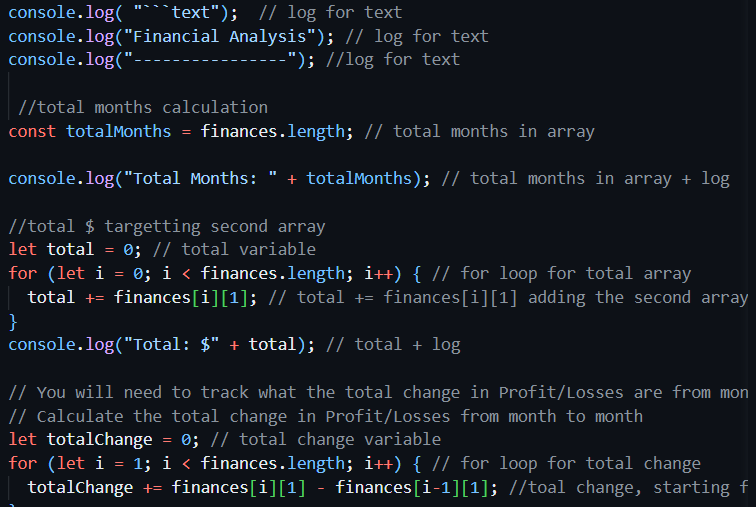 console.log( "```text");  // log for text
console.log("Financial Analysis"); // log for text
console.log("----------------"); //log for text
//total months calculation
const totalMonths = finances.length; // total months in array
console.log("Total Months: " + totalMonths); // total months in array + log
//total $ targetting second array
let total = 0; // total variable
for (let i = 0; i < finances.length; i++) { // for loop for total array
total += finances[i][1]; // total += finances[i][1] adding the second array
}
console.log("Total: $" + total); // total + log
// You will need to track what the total change in Profit/Losses are from mon
// Calculate the total change in Profit/Losses from month to month
let totalChange = 0; // total change variable
for (let i = 1; i < finances.length; i++) { // for loop for total change
totalChange += finances[i][1] - finances[i-1][1]; //toal change, starting f